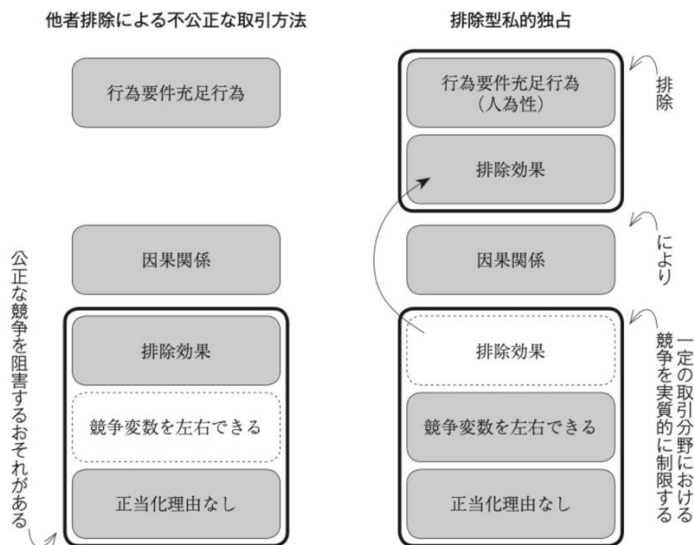 他者排除による不公正な取引方法
行為要件充足行為
因果関係
排除効果
競争変数を左右できる
正当化理由なし
公正な競争を阻害するおそれがある
排除型私的独占
行為要件充足行為
（人為性）
排除効果
因果関係
排除効果
競争変数を左右できる
正当化理由なし
排除
により
一定の取引分野における
競争を実質的に制限する